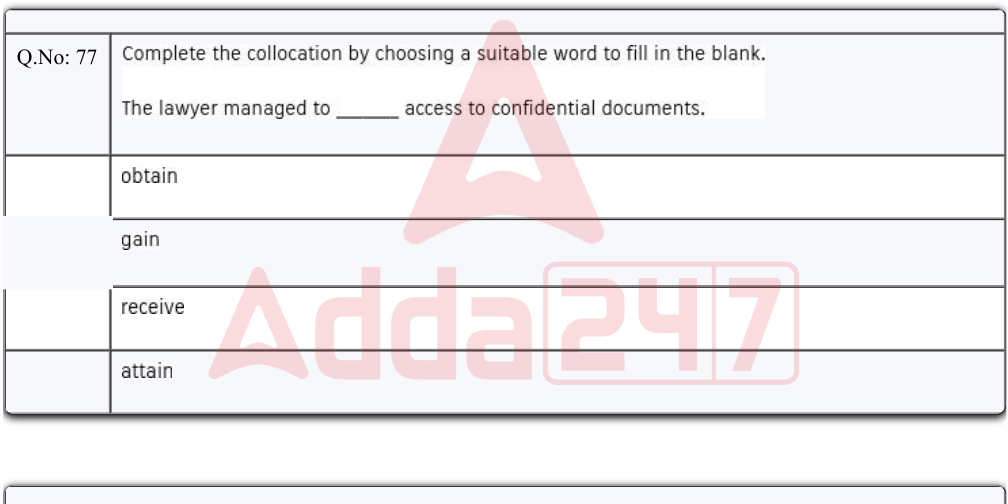 Q.No: 77
Complete the collocation by choosing a suitable word to fill in the blank.
The lawyer managed to ______ access to confidential documents.
obtain
gain
receive
attain
Adda247